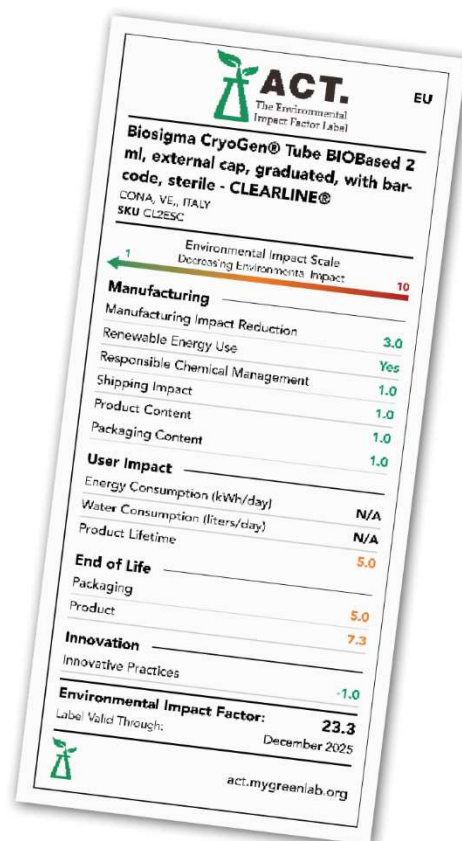 ACT.
EU
The Environmental
Impact Factor Label
Biosigma CryoGen® Tube BIOBased 2
ml, external cap, graduated, with bar-
code, sterile - CLEARLINE®
CONA, VE,, ITALY
SKU CL2ESC
Environmental Impact Scale
1 Decreasing Environmental Impact 10
Manufacturing
Manufacturing Impact Reduction 3.0
Renewable Energy Use Yes
Responsible Chemical Management 1.0
Shipping Impact 1.0
Product Content 1.0
Packaging Content 1.0
User Impact
Energy Consumption (kWh/day) N/A
Water Consumption (liters/day) N/A
Product Lifetime 5.0
End of Life
Packaging 5.0
Product 7.3
Innovation
Innovative Practices -1.0
Environmental Impact Factor: 23.3
Label Valid Through: December 2025
act.mygreenlab.org